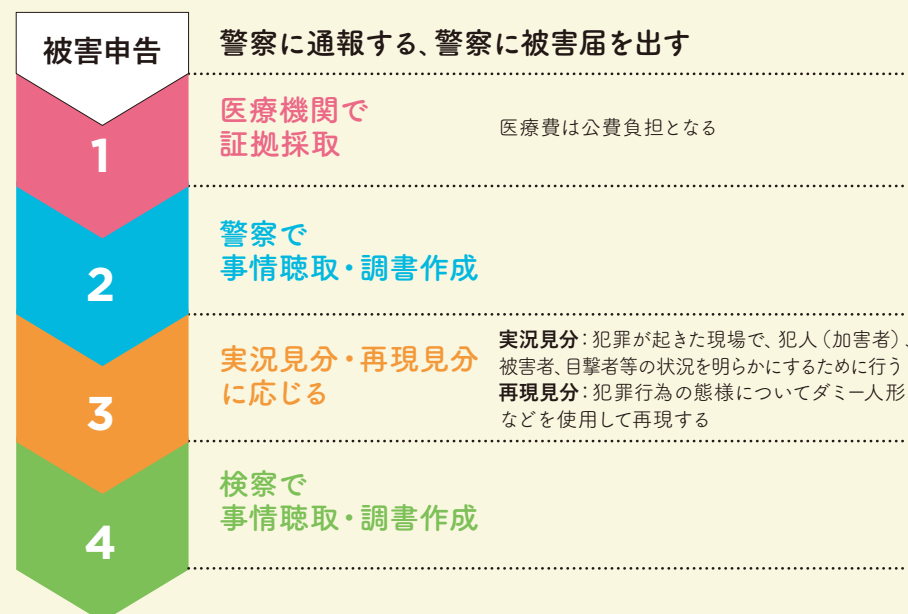 被害申告
警察に通報する、警察に被害届を出す
1
医療機関で
証拠採取
医療費は公費負担となる
2
警察で
事情聴取・調書作成
3
実況見分・再現見分
に応じる
実況見分：犯罪が起きた現場で、犯人（加害者）、
被害者、目撃者等の状況を明らかにするために行う
再現見分：犯罪行為の態様についてダミー人形
などを使用して再現する
4
検察で
事情聴取・調書作成